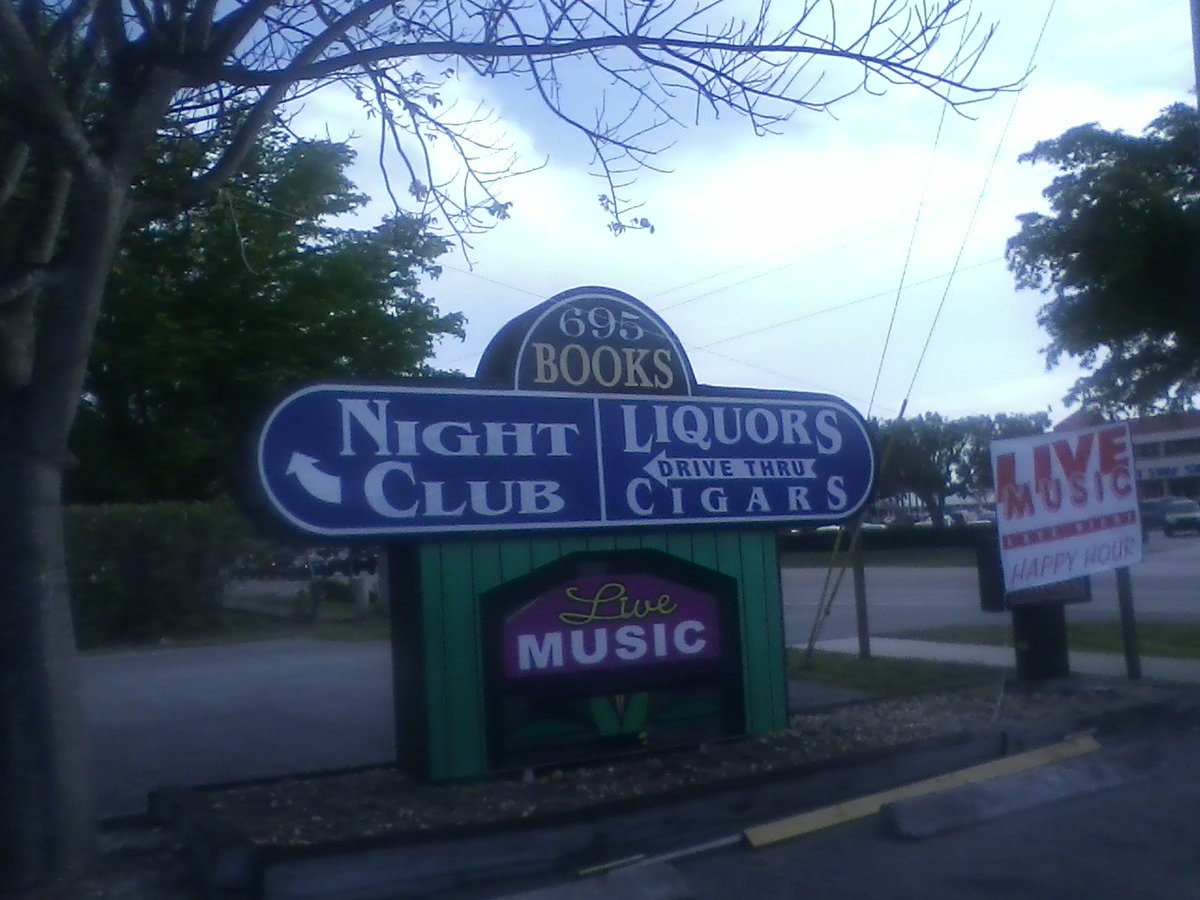 695
BOOKS
NIGHT
CLUB
LIQUORS
DRIVE THRU
CIGARS
Live
MUSIC
LIVE
MUSIC
HAPPY HOUR